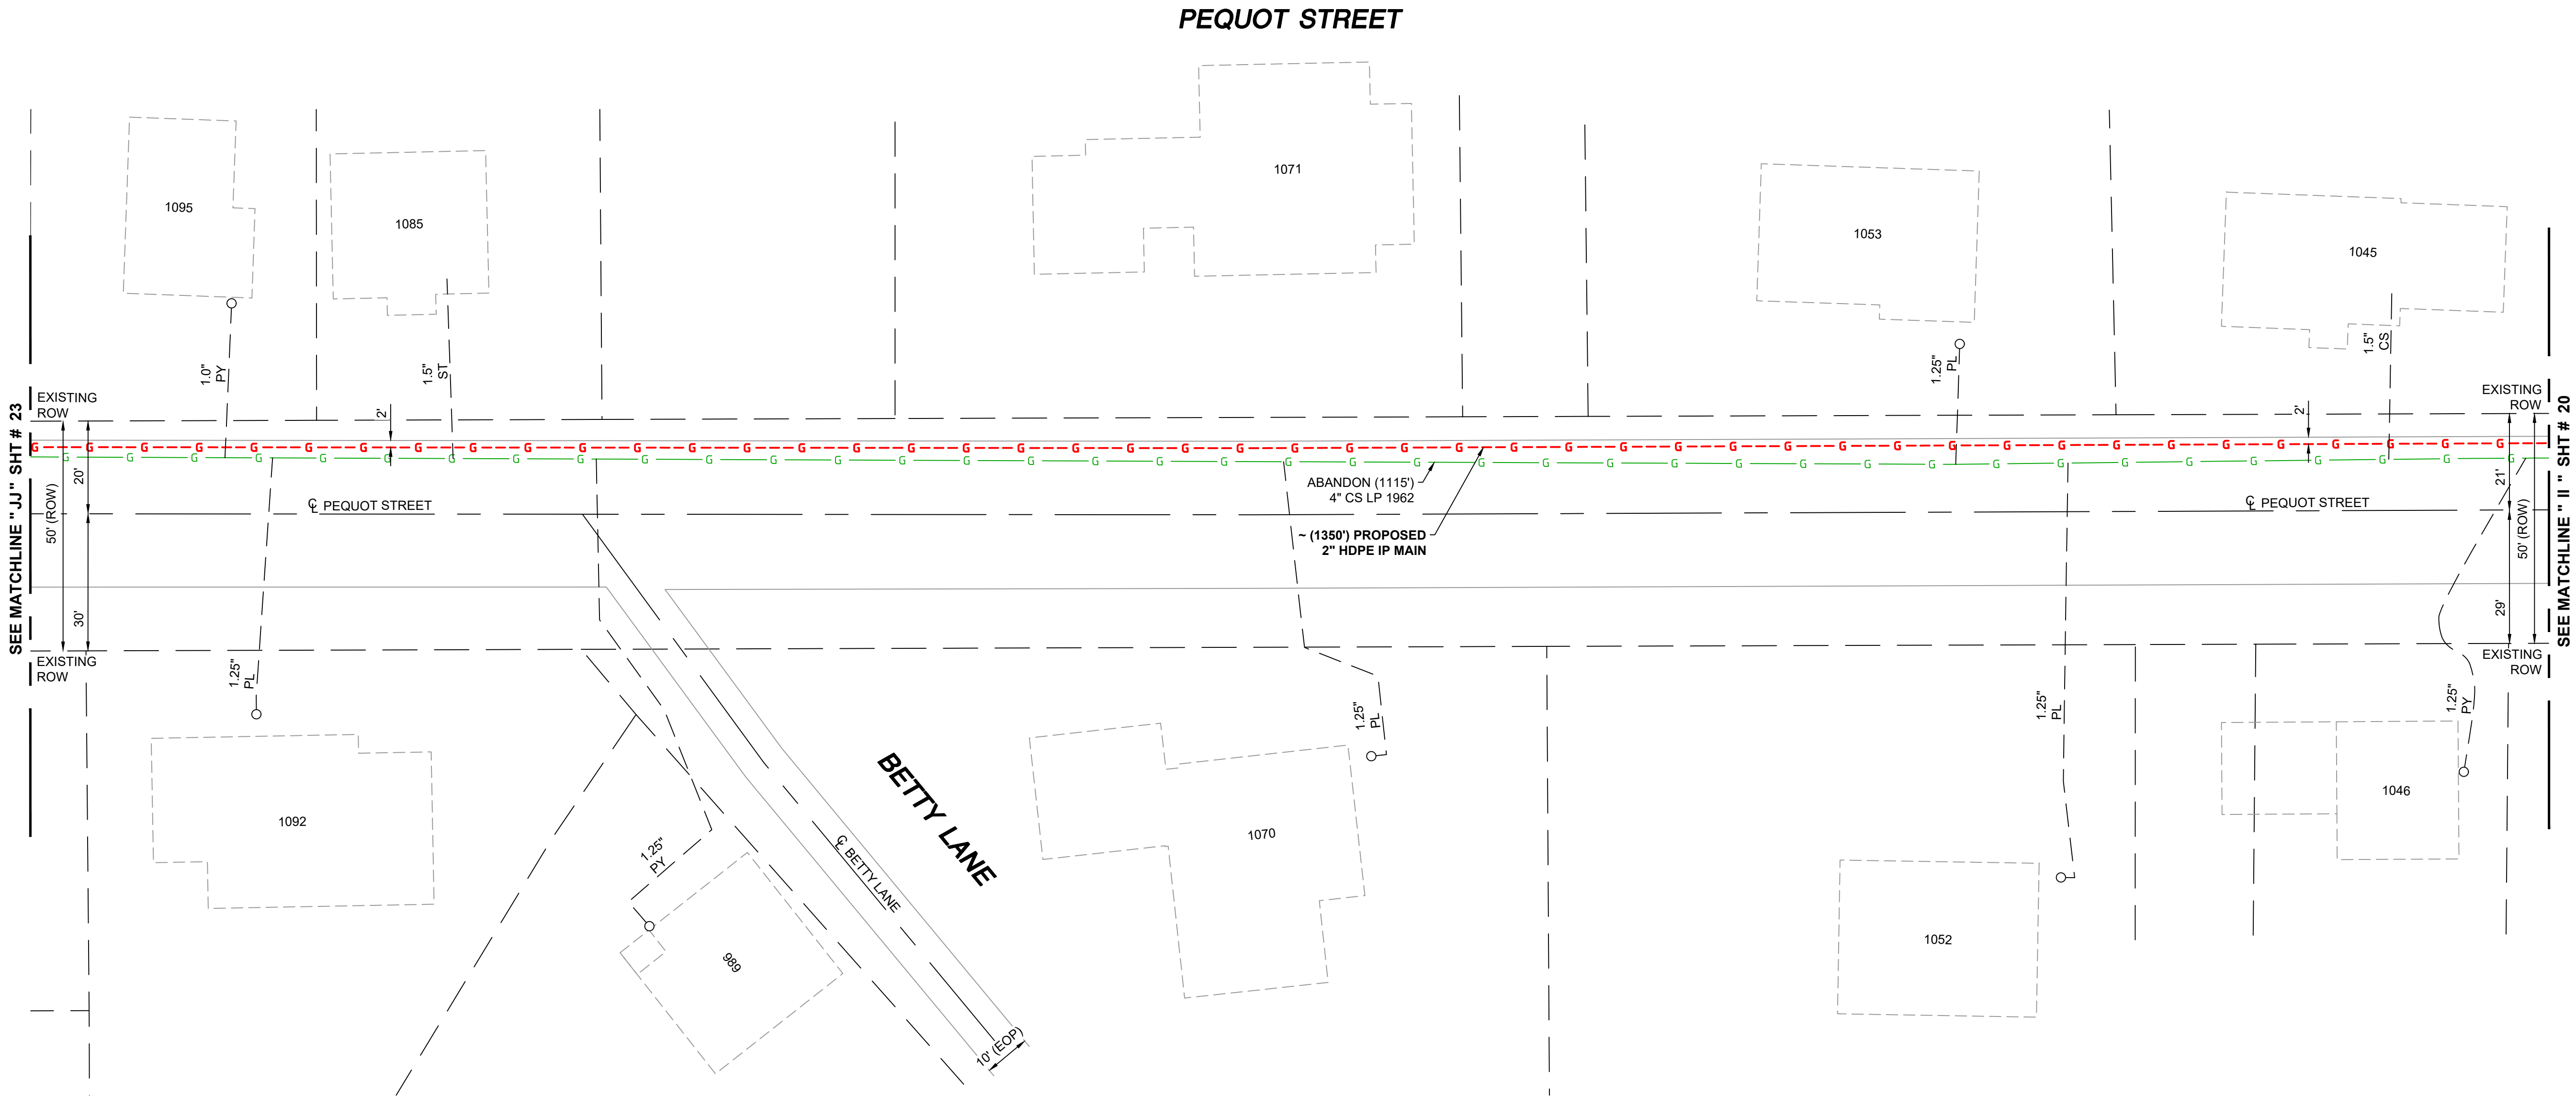 PEQUOT STREET
1095
1085
1071
1053
1045
1.0"
PY
1.5"
ST
1.25"
PL
1.5"
CS
SEE MATCHLINE " JJ " SHT # 23
EXISTING
ROW
2'
2'
EXISTING
ROW
SEE MATCHLINE " II " SHT # 20
G G G G G G G G G G G G G G G G G G G G G G G G G G G G G G G G G G G G G G G G G G G G G G
G G G G G G G G G G G G G G G G G G G G G G G G G G G G G G G G G G G G G G G
50' (ROW)
20'
30'
℄ PEQUOT STREET
ABANDON (1115')
4" CS LP 1962
~ (1350') PROPOSED
2" HDPE IP MAIN
℄ PEQUOT STREET
21'
29'
50' (ROW)
EXISTING
ROW
EXISTING
ROW
1.25"
PL
1.25"
PL
1.25"
PL
1.25"
PY
1092
1.25"
PY
989
BETTY LANE
℄ BETTY LANE
10' (EOP)
1070
1052
1046